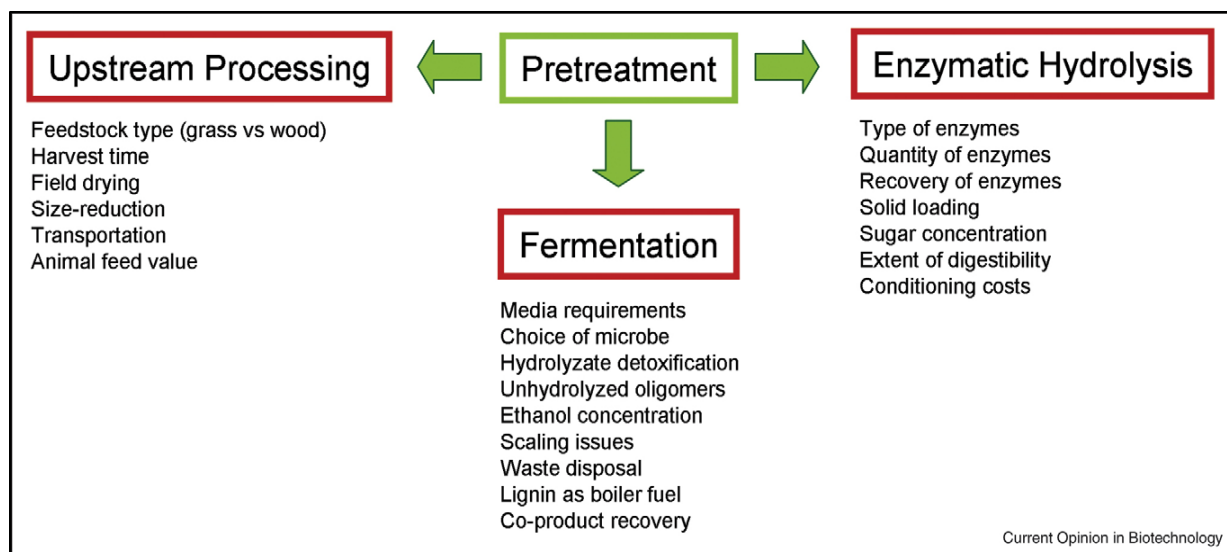 Upstream Processing
Feedstock type (grass vs wood)
Harvest time
Field drying
Size-reduction
Transportation
Animal feed value
Pretreatment
Fermentation
Media requirements
Choice of microbe
Hydrolyzate detoxification
Unhydrolyzed oligomers
Ethanol concentration
Scaling issues
Waste disposal
Lignin as boiler fuel
Co-product recovery
Enzymatic Hydrolysis
Type of enzymes
Quantity of enzymes
Recovery of enzymes
Solid loading
Sugar concentration
Extent of digestibility
Conditioning costs
Current Opinion in Biotechnology